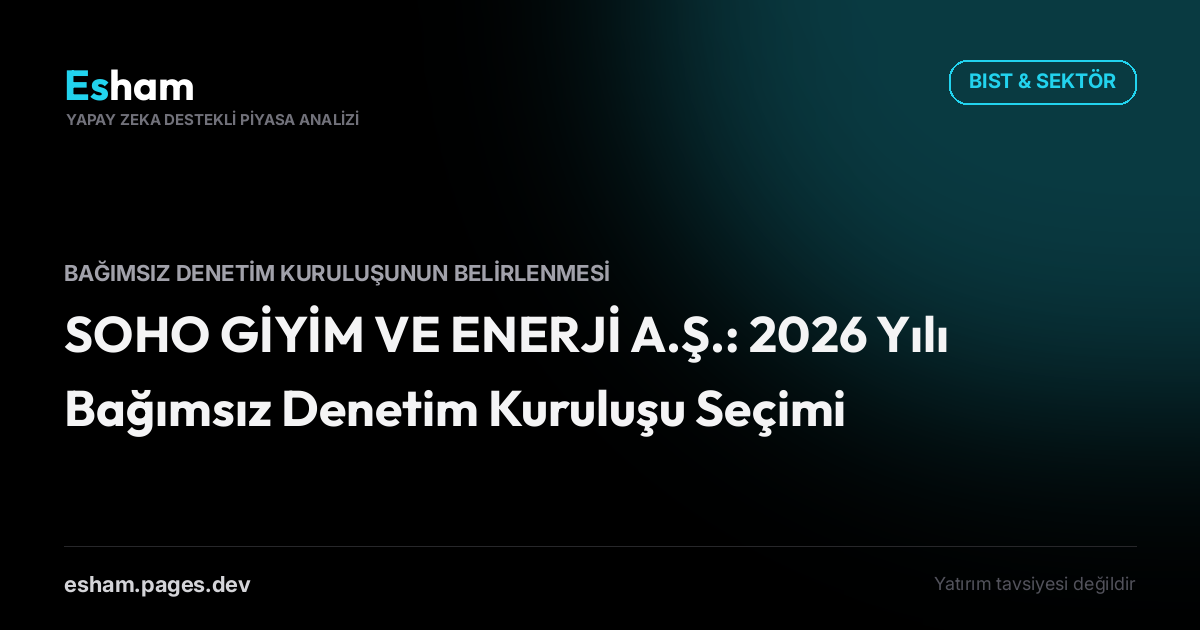 Esham
YAPAY ZEKA DESTEKLİ PİYASA ANALİZİ
BIST & SEKTÖR
BAĞIMSIZ DENETİM KURULUŞUNUN BELİRLENMESİ
SOHO GİYİM VE ENERJİ A.Ş.: 2026 Yılı
Bağımsız Denetim Kuruluşu Seçimi
esham.pages.dev
Yatırım tavsiyesi değildir